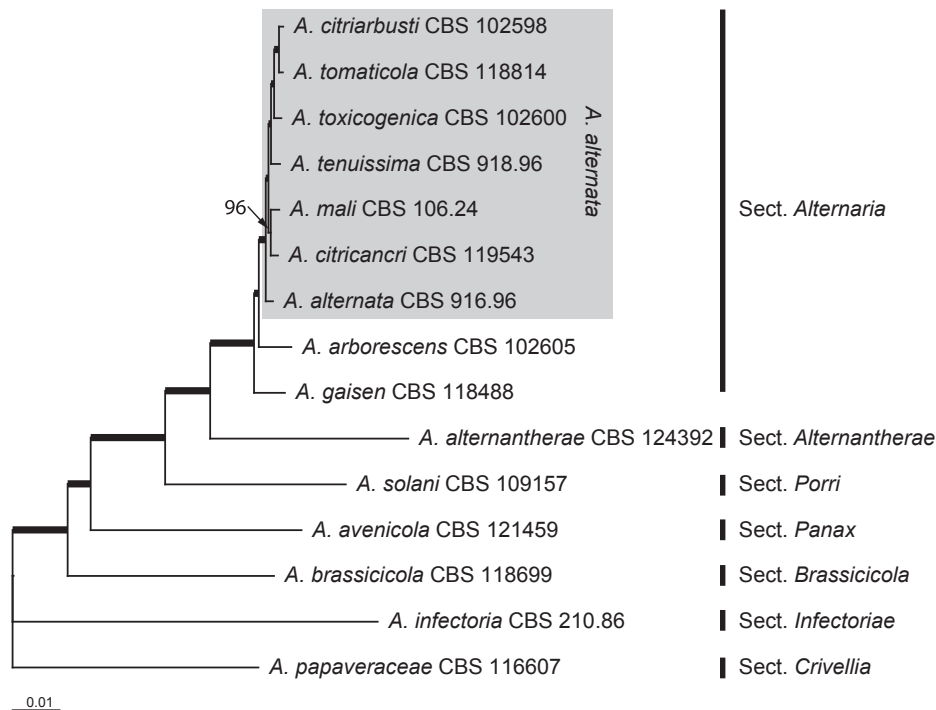 A. citriarbusti CBS 102598
A. tomaticola CBS 118814
A. toxicogenica CBS 102600
A. tenuissima CBS 918.96
A. mali CBS 106.24
A. citricancri CBS 119543
A. alternata CBS 916.96
A. alternata
96
A. arborescens CBS 102605
A. gaisen CBS 118488
Sect. Alternaria
A. alternantherae CBS 124392 Sect. Alternantherae
A. solani CBS 109157 Sect. Porri
A. avenicola CBS 121459 Sect. Panax
A. brassicicola CBS 118699 Sect. Brassicicola
A. infectoria CBS 210.86 Sect. Infectoriae
A. papaveraceae CBS 116607 Sect. Crivellia
0.01